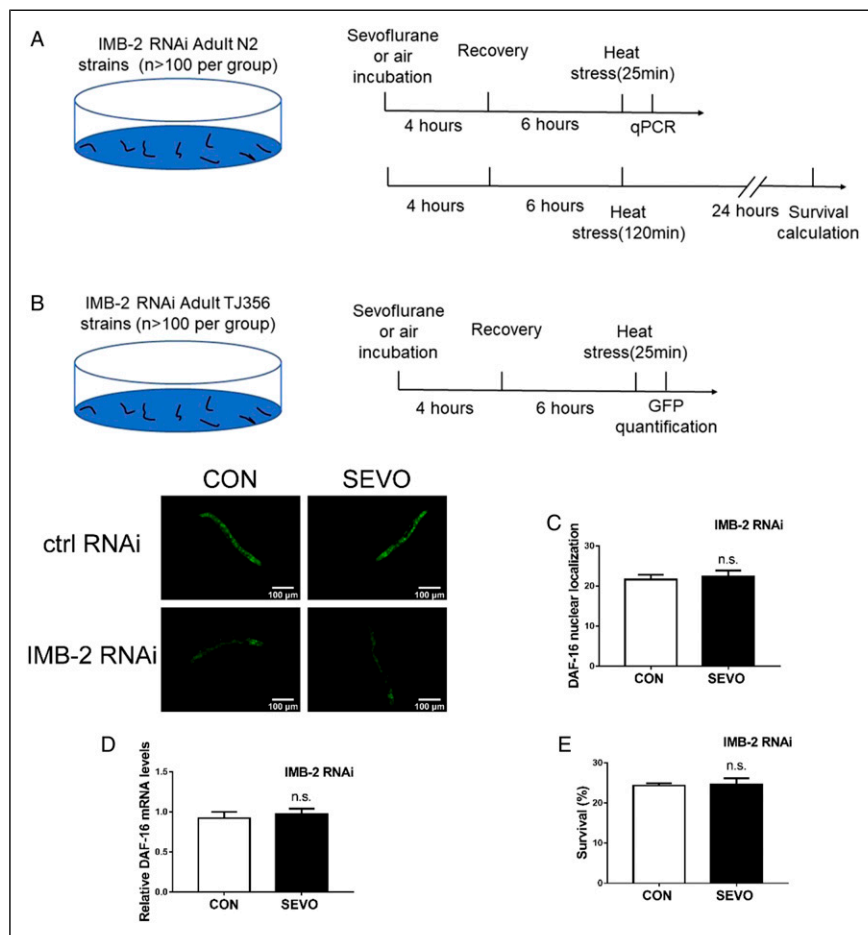 A
IMB-2 RNAi Adult N2
strains (n>100 per group)
Sevoflurane
or air
incubation
Recovery
Heat
stress(25min)
4 hours
6 hours
qPCR
4 hours
6 hours
Heat
stress(120min)
24 hours
Survival
calculation
B
IMB-2 RNAi Adult TJ356
strains (n>100 per group)
Sevoflurane
or air
incubation
Recovery
Heat
stress(25min)
4 hours
6 hours
GFP
quantification
CON
SEVO
ctrl RNAi
100 µm
100 µm
IMB-2 RNAi
100 µm
100 µm
C
IMB-2 RNAi
DAF-16 nuclear localization
30
20
10
0
n.s.
CON
SEVO
D
IMB-2 RNAi
Relative DAF-16 mRNA levels
1.5
1.0
0.5
0.0
n.s.
CON
SEVO
E
IMB-2 RNAi
Survival (%)
30
20
10
0
n.s.
CON
SEVO